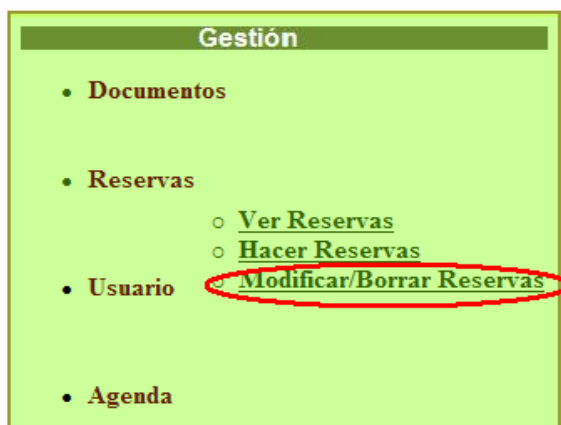 Gestión
Documentos
Reservas
Ver Reservas
Hacer Reservas
Modificar/Borrar Reservas
Usuario
Agenda